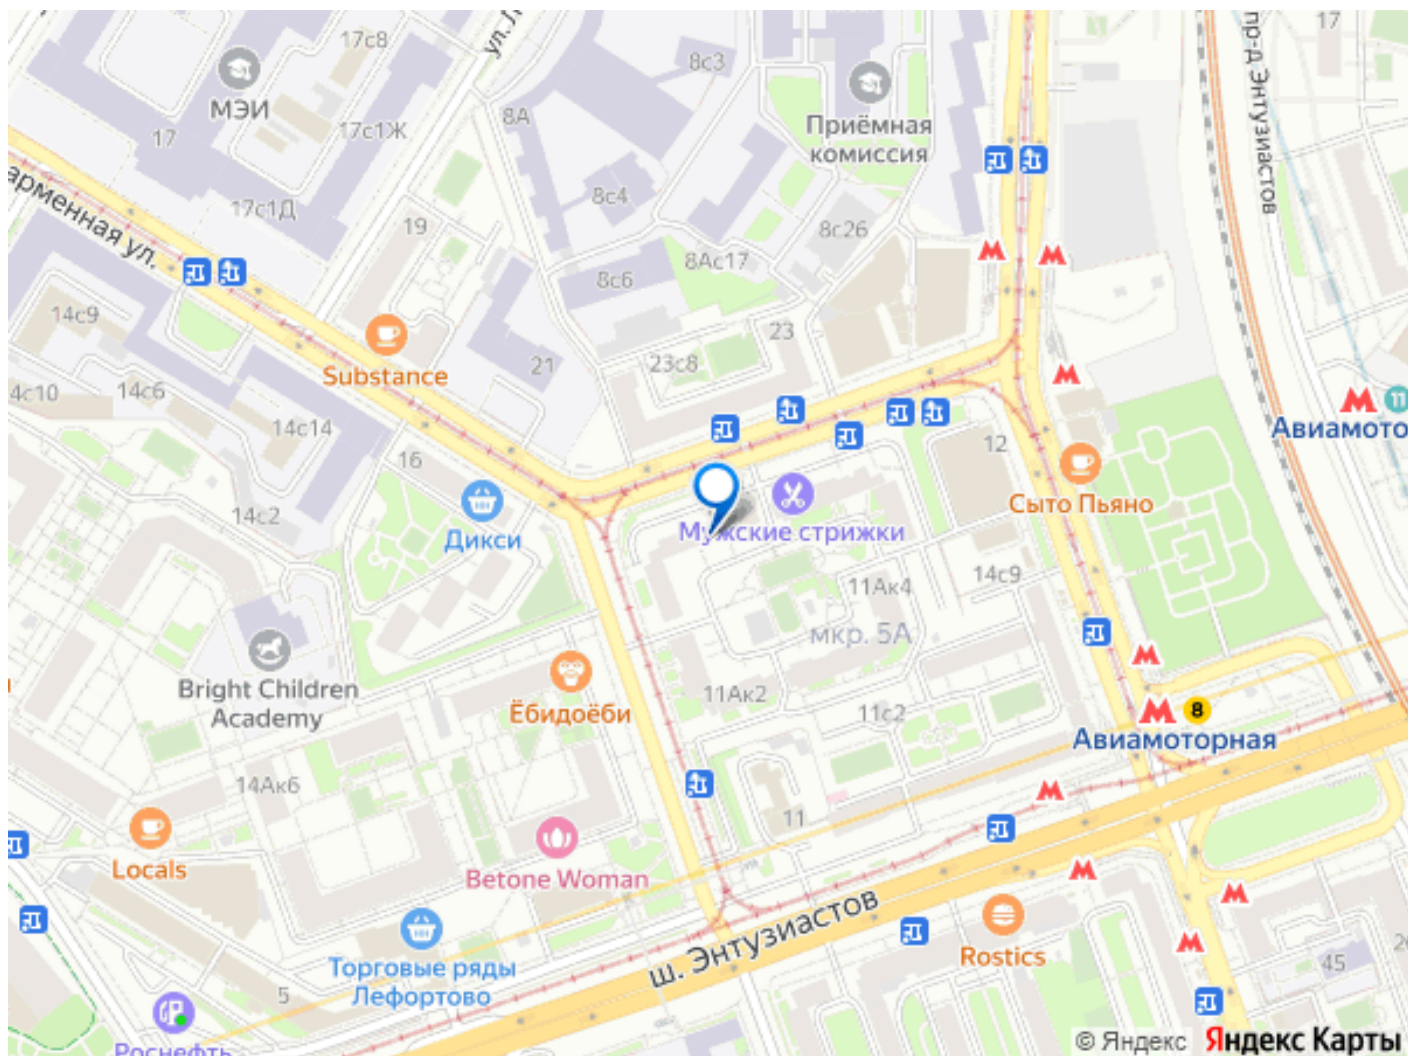 17с8
ул. Л
8с3
17
пр-д Энтузиастов
МЭИ
8А
Приёмная
комиссия
17
17с1Ж
8с4
17с1Д
19
8с26
арменная ул.
8Ас17
8с6
14с9
23
23с8
21
Substance
14с6
4с10
11
Авиамото
14с14
12
16
Сыто Пьяно
14с2
Дикси
Мужские стрижки
14с9
11Ак4
мкр. 5А
Bright Children
Academy
11Ак2
Ёбидоёби
11с2
8
Авиамоторная
14Ак6
11
Locals
Betone Woman
ш. Энтузиастов
Торговые ряды
Лефортово
Rostics
45
5
Роснефть
© Яндекс
Яндекс Карты